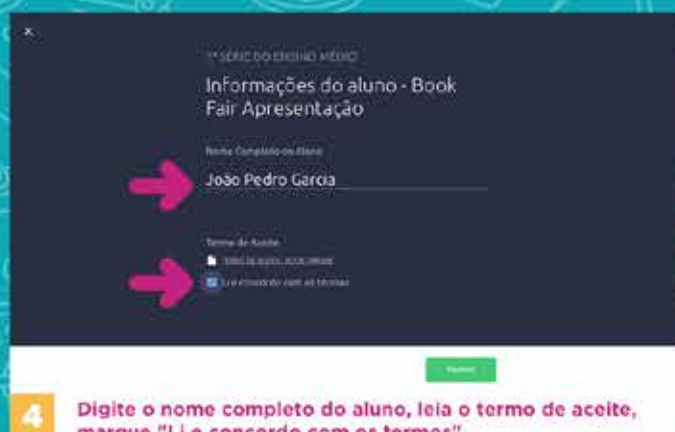 ×
1ª SÉRIE DO ENSINO MÉDIO
Informações do aluno - Book
Fair Apresentação
Nome Completo do Aluno
João Pedro Garcia
Termo de Aceite
Li e concordo com os termos
4
Digite o nome completo do aluno, leia o termo de aceite,
marque "Li e concordo com os termos"